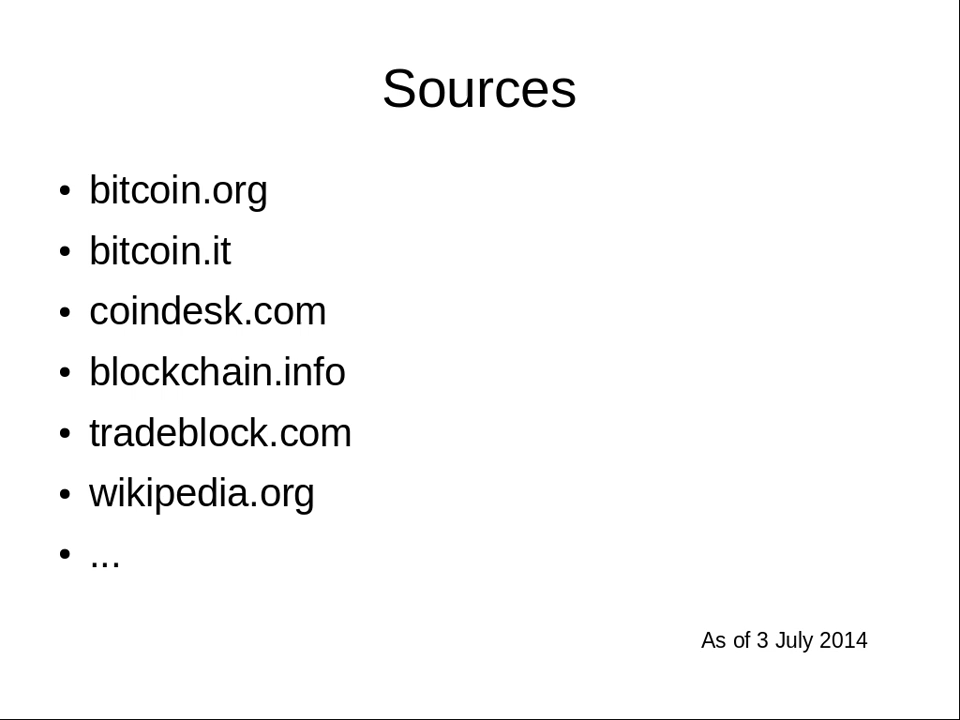 Sources
• bitcoin.org
• bitcoin.it
• coindesk.com
• blockchain.info
• tradeblock.com
• wikipedia.org
• ...
As of 3 July 2014